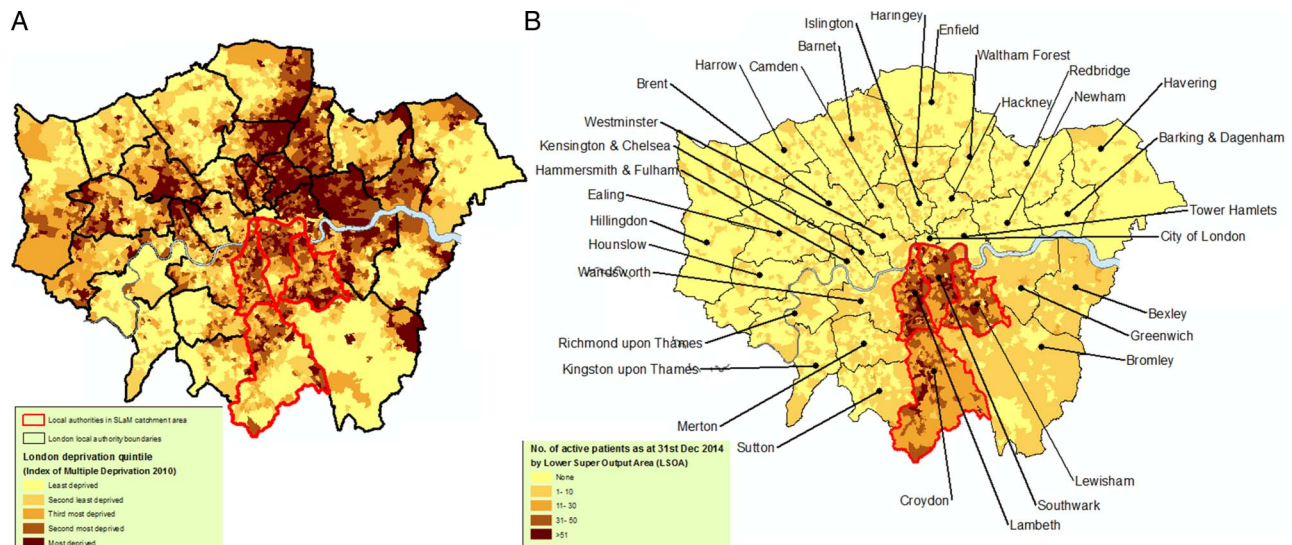 A
B
Haringey
Islington
Enfield
Barnet
Waltham Forest
Harrow
Camden
Redbridge
Brent
Hackney
Newham
Havering
Westminster
Kensington & Chelsea
Barking & Dagenham
Hammersmith & Fulham
Ealing
Tower Hamlets
Hillingdon
City of London
Hounslow
Wandsworth
Bexley
Greenwich
Richmond upon Thames
Bromley
Kingston upon Thames
Merton
Sutton
Lewisham
Croydon
Southwark
Lambeth
Local authorities in SLaM catchment area
London local authority boundaries
London deprivation quintile
(Index of Multiple Deprivation 2010)
Least deprived
Second least deprived
Third most deprived
Second most deprived
Most deprived
No. of active patients as at 31st Dec 2014
by Lower Super Output Area (LSOA)
None
1- 10
11- 30
31- 50
>51